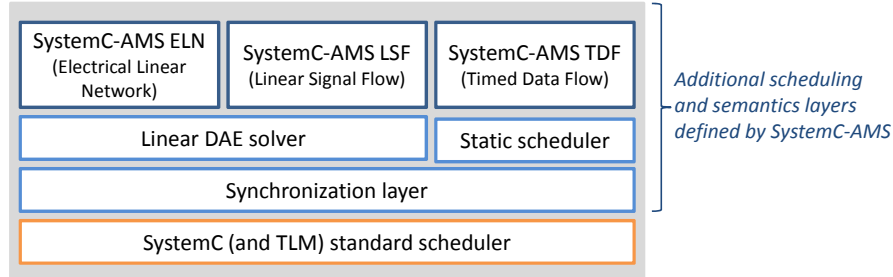 SystemC-AMS ELN
(Electrical Linear
Network)
SystemC-AMS LSF
(Linear Signal Flow)
SystemC-AMS TDF
(Timed Data Flow)
Additional scheduling
and semantics layers
defined by SystemC-AMS
Linear DAE solver
Static scheduler
Synchronization layer
SystemC (and TLM) standard scheduler